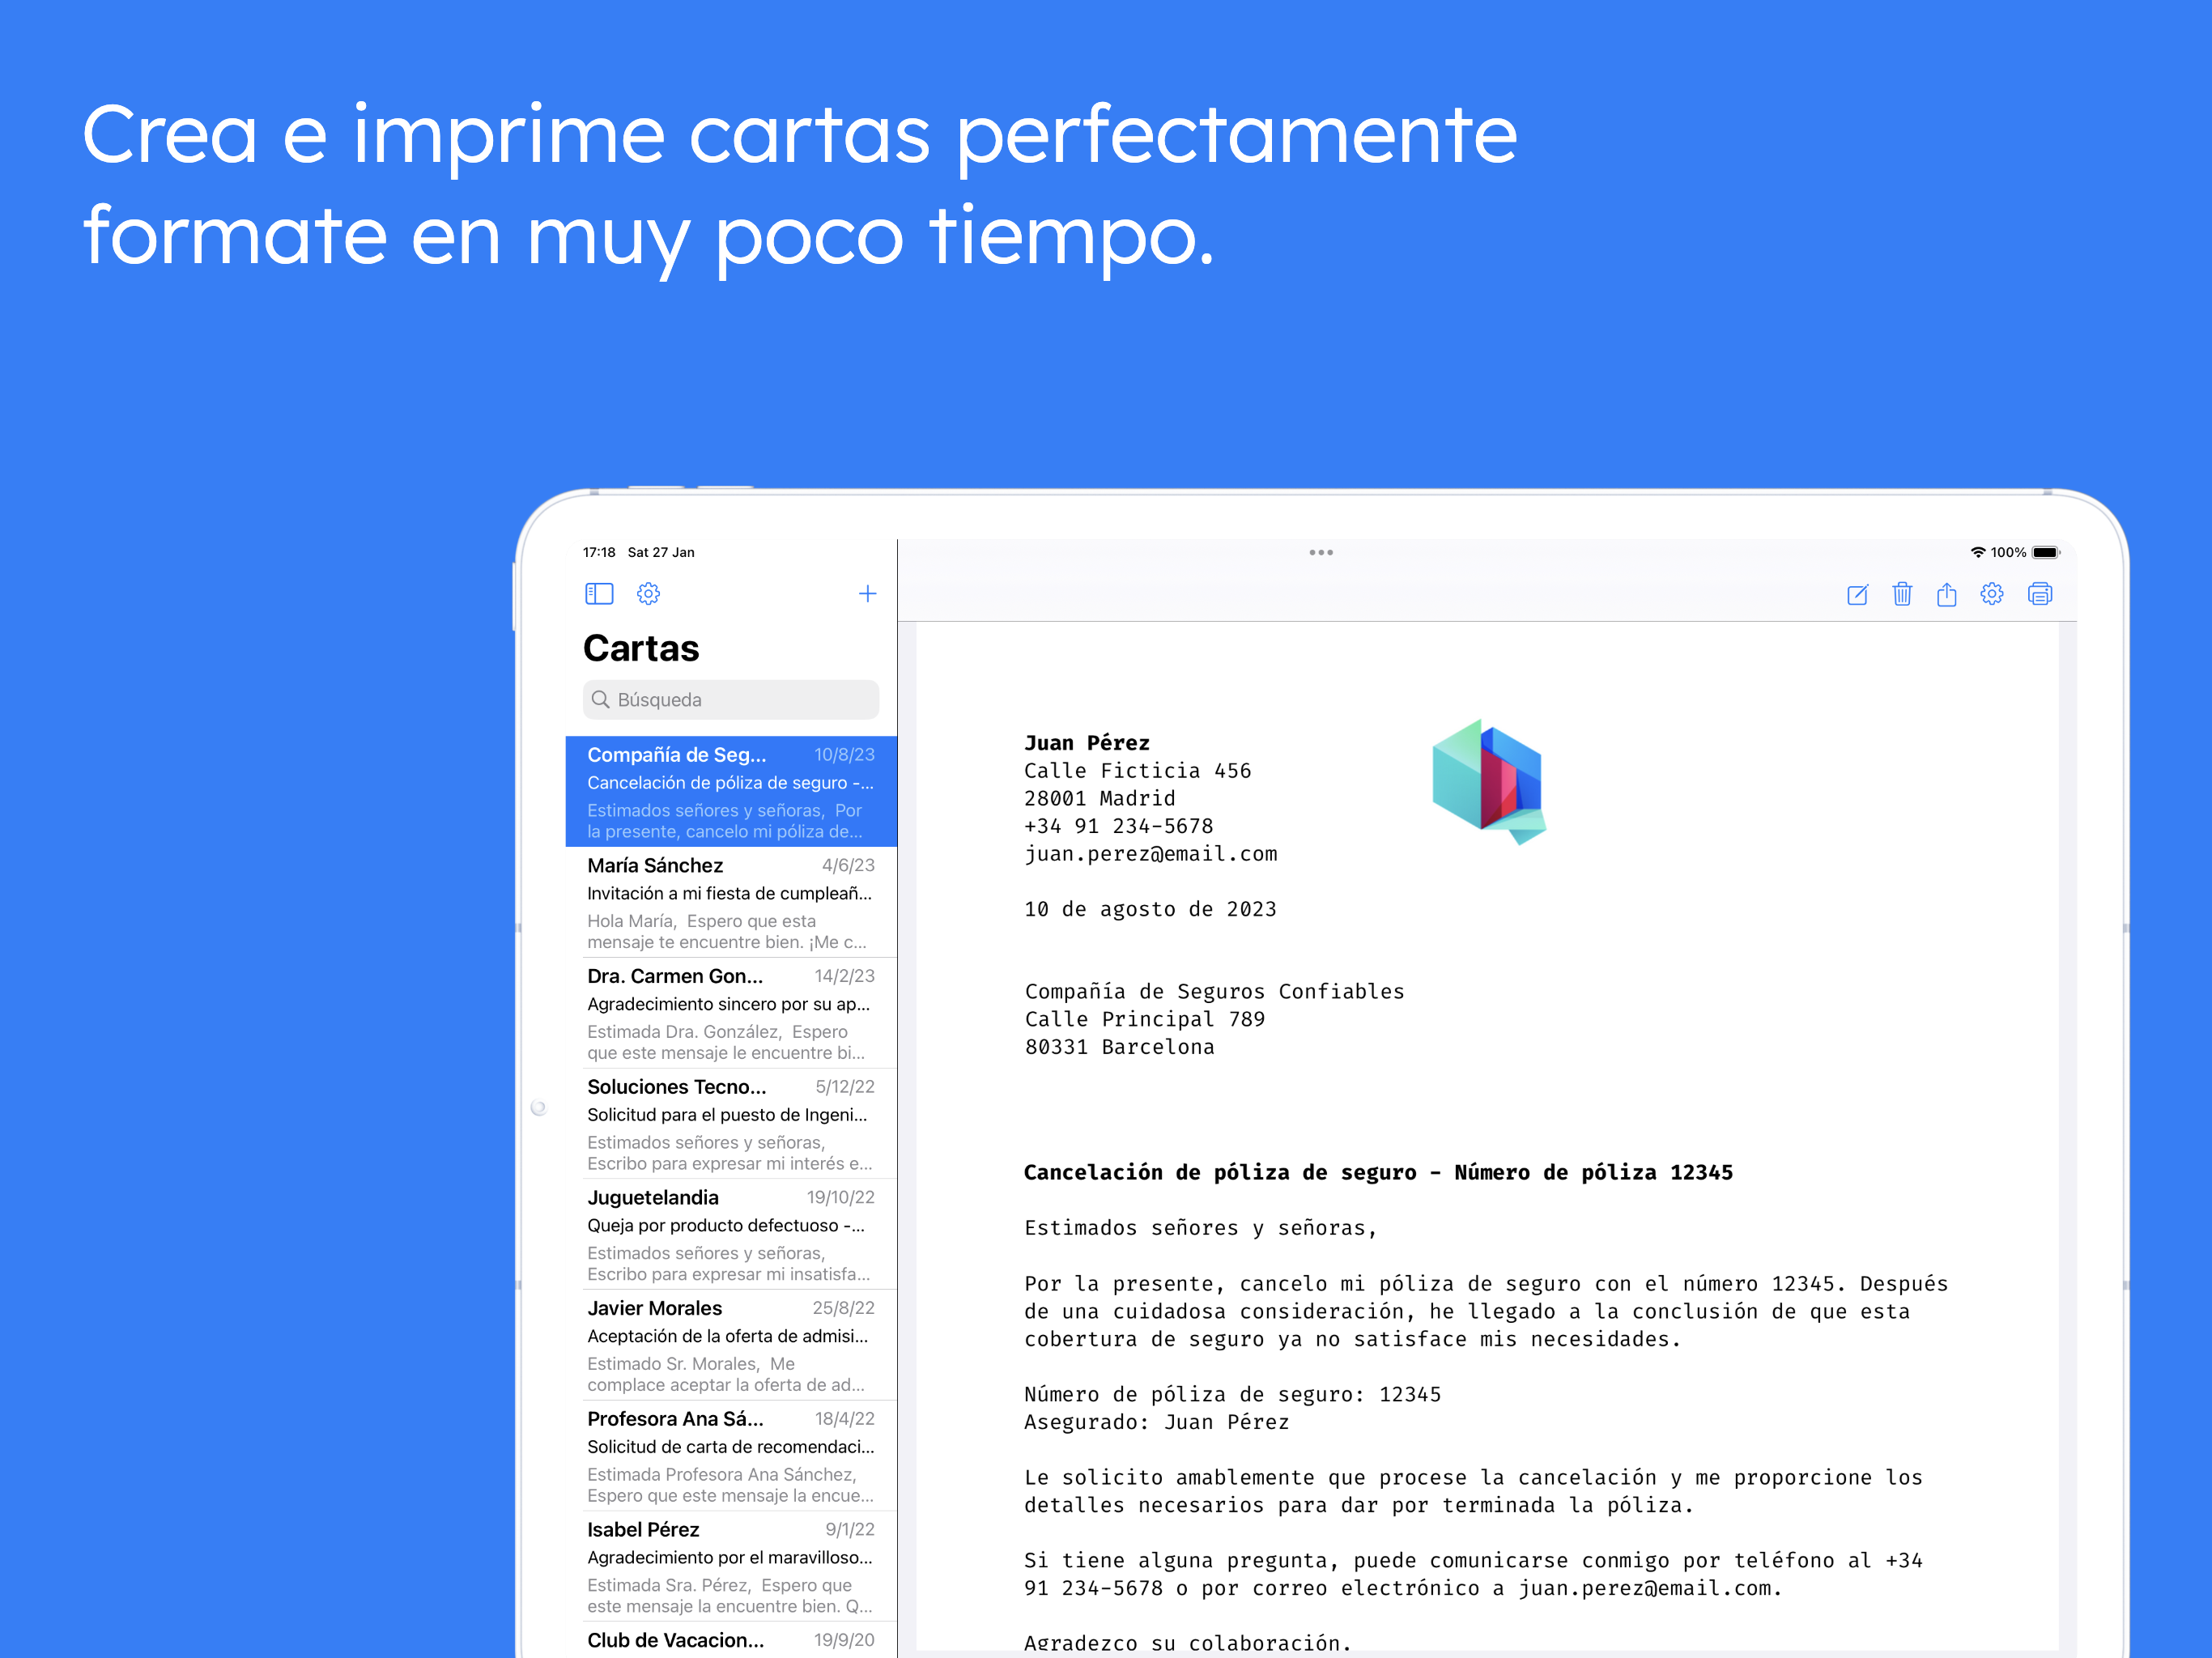 Crea e imprime cartas perfectamente
formate en muy poco tiempo.
17:18 Sat 27 Jan
100%
Cartas
Búsqueda
Compañía de Seg... 10/8/23
Cancelación de póliza de seguro -...
Estimados señores y señoras, Por
la presente, cancelo mi póliza de...
María Sánchez 4/6/23
Invitación a mi fiesta de cumpleañ...
Hola María, Espero que esta
mensaje te encuentre bien. ¡Me c...
Dra. Carmen Gon... 14/2/23
Agradecimiento sincero por su ap...
Estimada Dra. González, Espero
que este mensaje le encuentre bi...
Soluciones Tecno... 5/12/22
Solicitud para el puesto de Ingeni...
Estimados señores y señoras,
Escribo para expresar mi interés e...
Juguetelandia 19/10/22
Queja por producto defectuoso -...
Estimados señores y señoras,
Escribo para expresar mi insatisfa...
Javier Morales 25/8/22
Aceptación de la oferta de admisi...
Estimado Sr. Morales, Me
complace aceptar la oferta de ad...
Profesora Ana Sá... 18/4/22
Solicitud de carta de recomendaci...
Estimada Profesora Ana Sánchez,
Espero que este mensaje la encue...
Isabel Pérez 9/1/22
Agradecimiento por el maravilloso...
Estimada Sra. Pérez, Espero que
este mensaje la encuentre bien. Q...
Club de Vacacion... 19/9/20
Juan Pérez
Calle Ficticia 456
28001 Madrid
+34 91 234-5678
juan.perez@email.com
10 de agosto de 2023
Compañía de Seguros Confiables
Calle Principal 789
80331 Barcelona
Cancelación de póliza de seguro - Número de póliza 12345
Estimados señores y señoras,
Por la presente, cancelo mi póliza de seguro con el número 12345. Después
de una cuidadosa consideración, he llegado a la conclusión de que esta
cobertura de seguro ya no satisface mis necesidades.
Número de póliza de seguro: 12345
Asegurado: Juan Pérez
Le solicito amablemente que procese la cancelación y me proporcione los
detalles necesarios para dar por terminada la póliza.
Si tiene alguna pregunta, puede comunicarse conmigo por teléfono al +34
91 234-5678 o por correo electrónico a juan.perez@email.com.
Agradezco su colaboración.